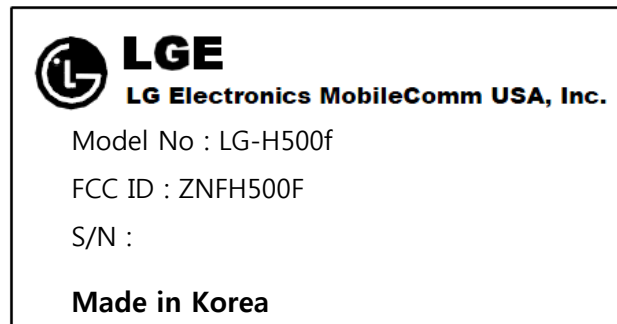 LGE
LG Electronics MobileComm USA, Inc.
Model No : LG-H500f
FCC ID : ZNFH500F
S/N :
Made in Korea